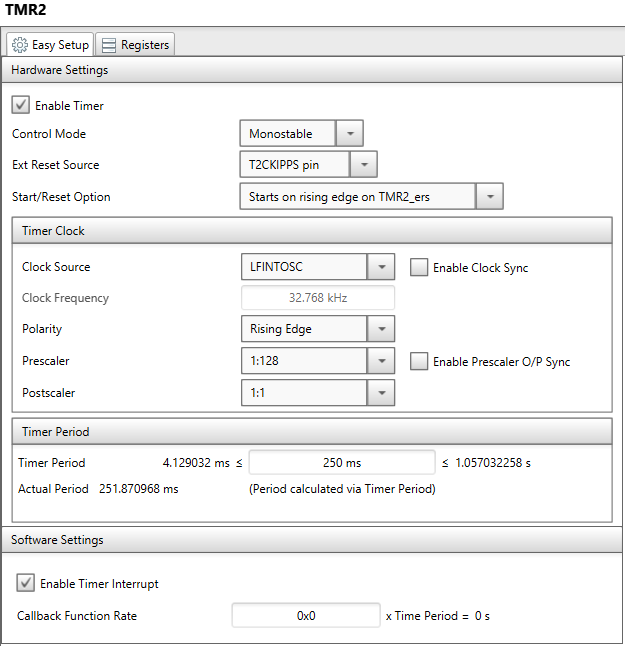 TMR2
Easy Setup Registers
Hardware Settings
Enable Timer
Control Mode Monostable
Ext Reset Source T2CKIPPS pin
Start/Reset Option Starts on rising edge on TMR2_ers
Timer Clock
Clock Source LFINTOSC Enable Clock Sync
Clock Frequency 32.768 kHz
Polarity Rising Edge
Prescaler 1:128 Enable Prescaler O/P Sync
Postscaler 1:1
Timer Period
Timer Period 4.129032 ms ≤ 250 ms ≤ 1.057032258 s
Actual Period 251.870968 ms (Period calculated via Timer Period)
Software Settings
Enable Timer Interrupt
Callback Function Rate 0x0 x Time Period = 0 s